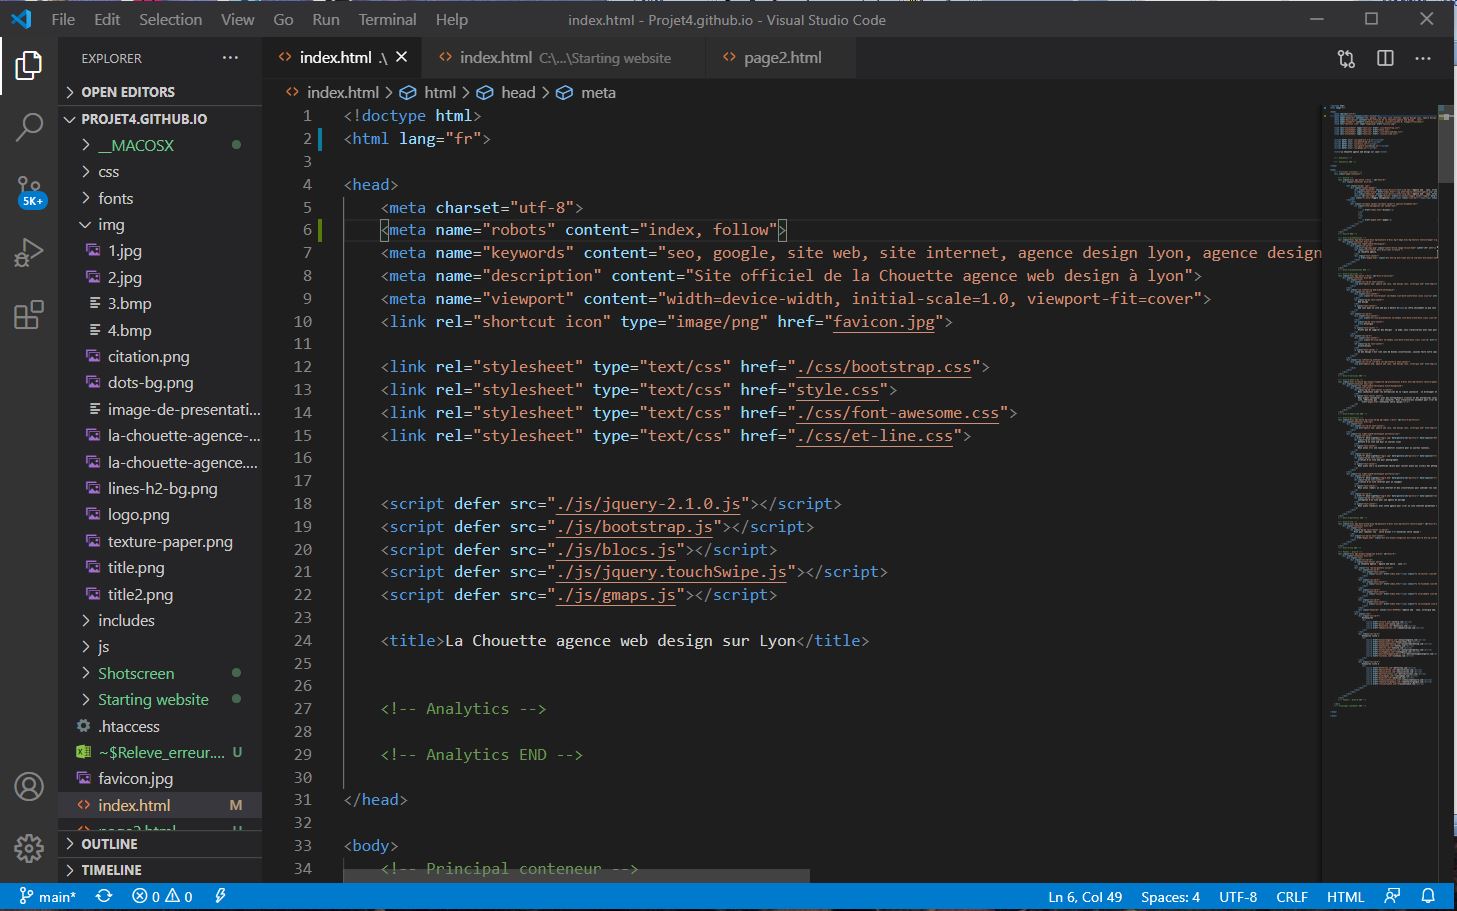 File Edit Selection View Go Run Terminal Help index.html - Projet4.github.io - Visual Studio Code
EXPLORER ...
index.html .\ index.html C:\...\Starting website page2.html
OPEN EDITORS
PROJET4.GITHUB.IO
__MACOSX
css
fonts
img
1.jpg
2.jpg
3.bmp
4.bmp
citation.png
dots-bg.png
image-de-presentati...
la-chouette-agence-...
la-chouette-agence....
lines-h2-bg.png
logo.png
texture-paper.png
title.png
title2.png
includes
js
Shotscreen
Starting website
.htaccess
~$Releve_erreur.... U
favicon.jpg
index.html M
page2.html U
OUTLINE
TIMELINE
5K+
index.html > html > head > meta
1 <!doctype html>
2 <html lang="fr">
3
4 <head>
5 <meta charset="utf-8">
6 <meta name="robots" content="index, follow">
7 <meta name="keywords" content="seo, google, site web, site internet, agence design lyon, agence design
8 <meta name="description" content="Site officiel de la Chouette agence web design à lyon">
9 <meta name="viewport" content="width=device-width, initial-scale=1.0, viewport-fit=cover">
10 <link rel="shortcut icon" type="image/png" href="favicon.jpg">
11
12 <link rel="stylesheet" type="text/css" href="./css/bootstrap.css">
13 <link rel="stylesheet" type="text/css" href="style.css">
14 <link rel="stylesheet" type="text/css" href="./css/font-awesome.css">
15 <link rel="stylesheet" type="text/css" href="./css/et-line.css">
16
17
18 <script defer src="./js/jquery-2.1.0.js"></script>
19 <script defer src="./js/bootstrap.js"></script>
20 <script defer src="./js/blocs.js"></script>
21 <script defer src="./js/jquery.touchSwipe.js"></script>
22 <script defer src="./js/gmaps.js"></script>
23
24 <title>La Chouette agence web design sur Lyon</title>
25
26
27 <!-- Analytics -->
28
29 <!-- Analytics END -->
30
31 </head>
32
33 <body>
34 <!-- Principal conteneur -->
main* 0 0 Ln 6, Col 49 Spaces: 4 UTF-8 CRLF HTML